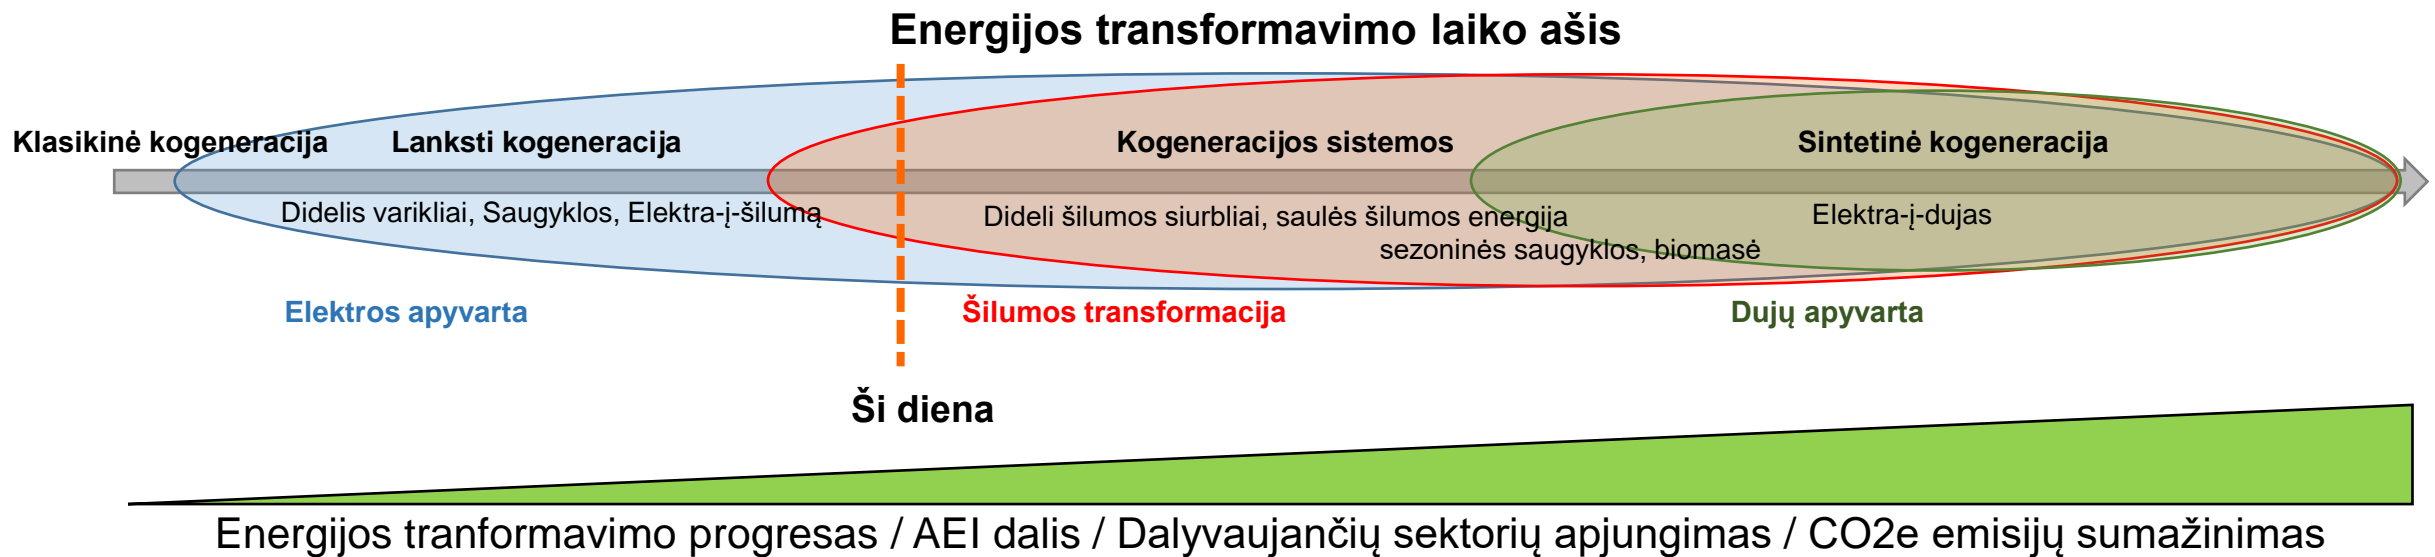 Energijos transformavimo laiko ašis
Klasikinė kogeneracija
Lanksti kogeneracija
Kogeneracijos sistemos
Sintetinė kogeneracija
Didelis varikliai, Saugyklos, Elektra-į-šilumą
Dideli šilumos siurbliai, saulės šilumos energija
sezoninės saugyklos, biomasė
Elektra-į-dujas
Elektros apyvarta
Šilumos transformacija
Dujų apyvarta
Ši diena
Energijos tranformavimo progresas / AEI dalis / Dalyvaujančių sektorių apjungimas / CO2e emisijų sumažinimas